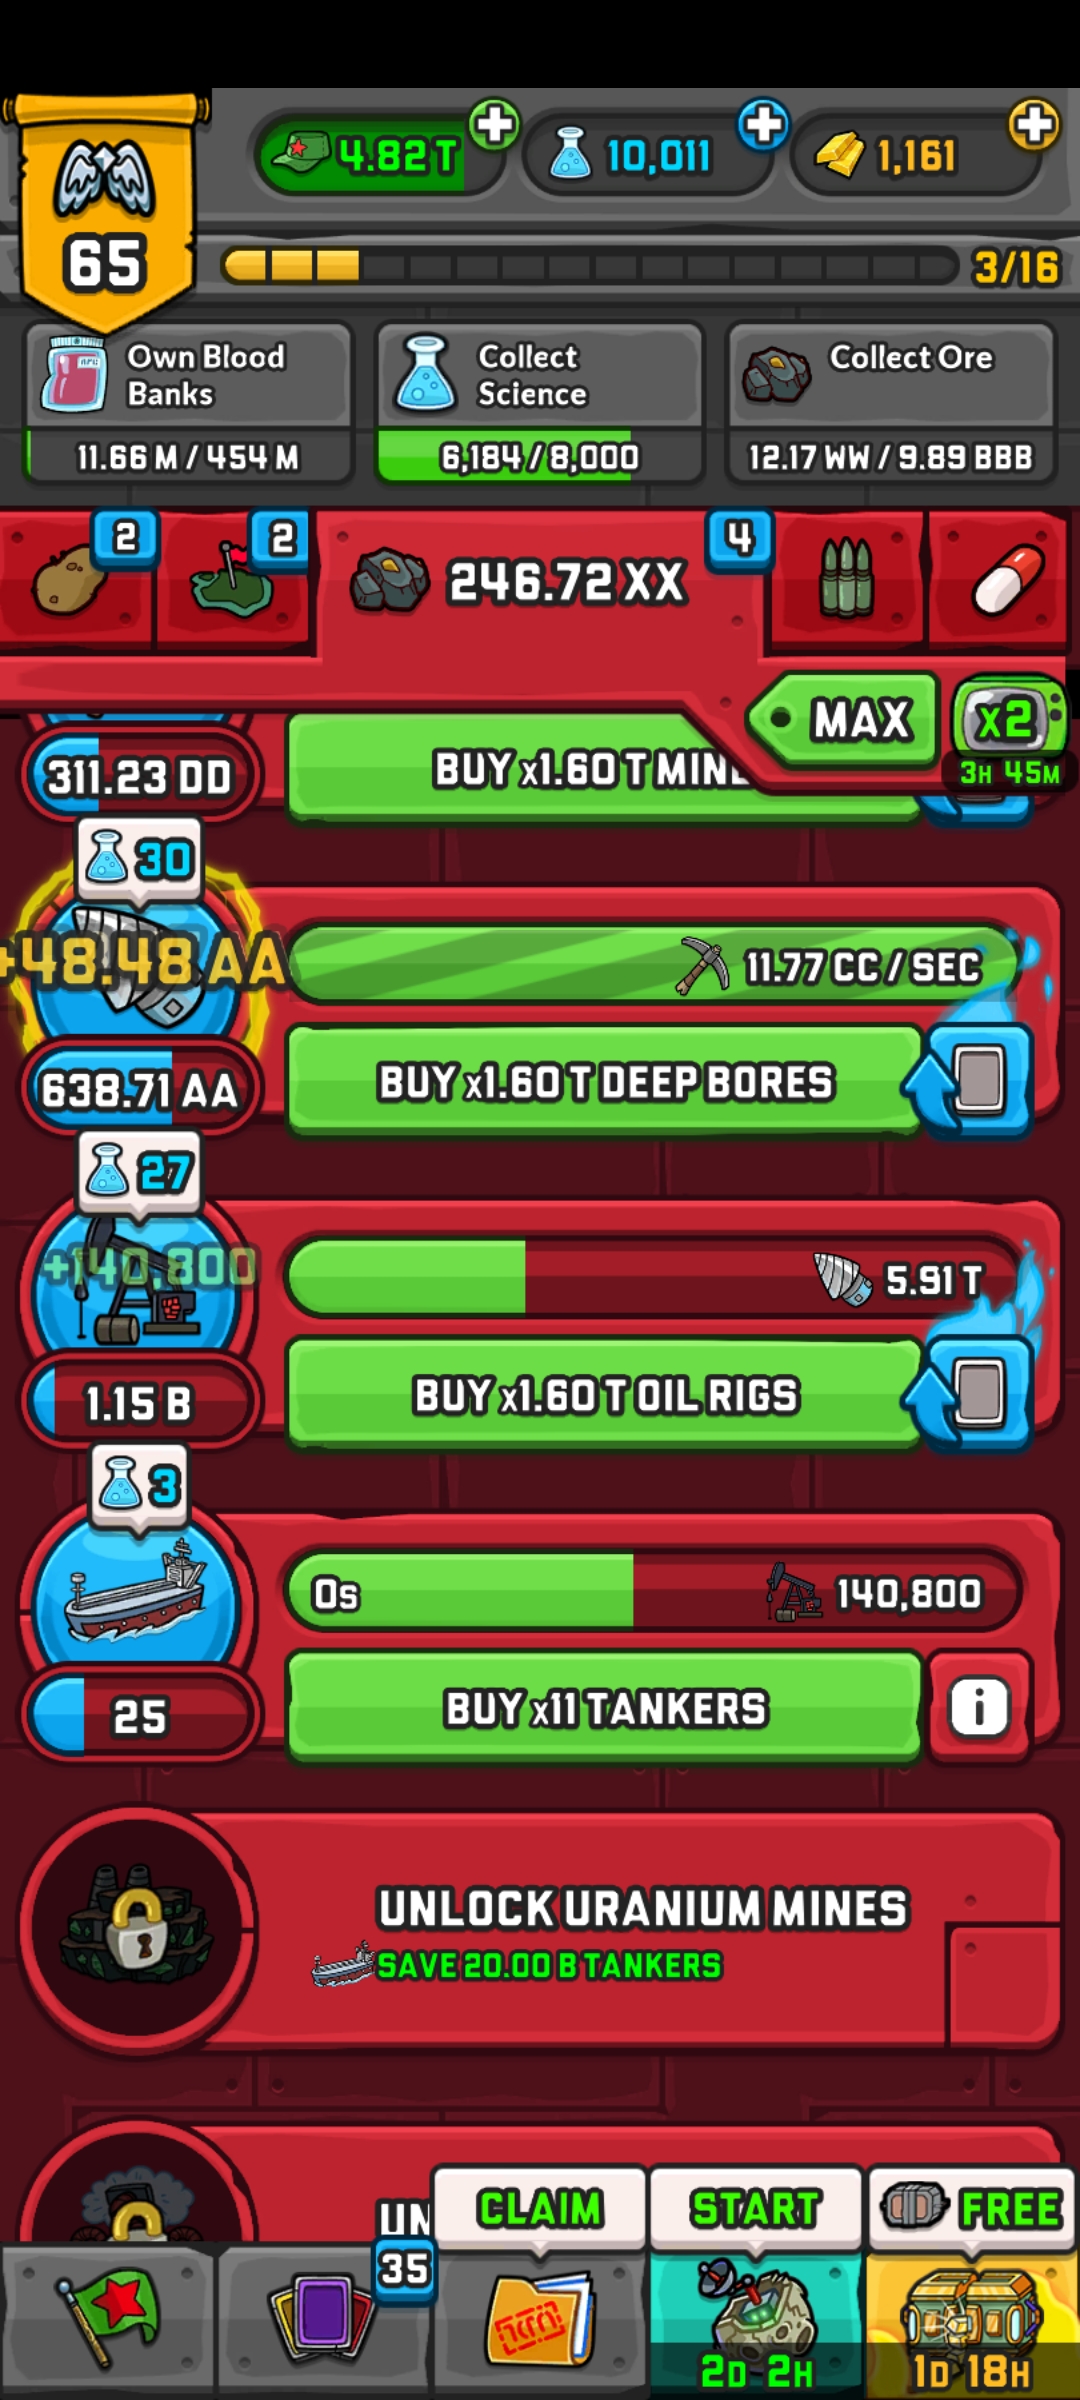 65
4.82 T
10,011
1,161
3/16
Own Blood Banks
11.66 M / 454 M
Collect Science
6,184 / 8,000
Collect Ore
12.17 WW / 9.89 BBB
2
2
246.72 XX
4
MAX
x2
3H 45M
311.23 DD
BUY x1.60 T MINE
30
+48.48 AA
11.77 CC / SEC
638.71 AA
BUY x1.60 T DEEP BORES
27
+140,800
5.91 T
1.15 B
BUY x1.60 T OIL RIGS
3
0s
140,800
25
BUY x11 TANKERS
i
UNLOCK URANIUM MINES
SAVE 20.00 B TANKERS
UN
CLAIM
START
FREE
35
2D 2H
1D 18H